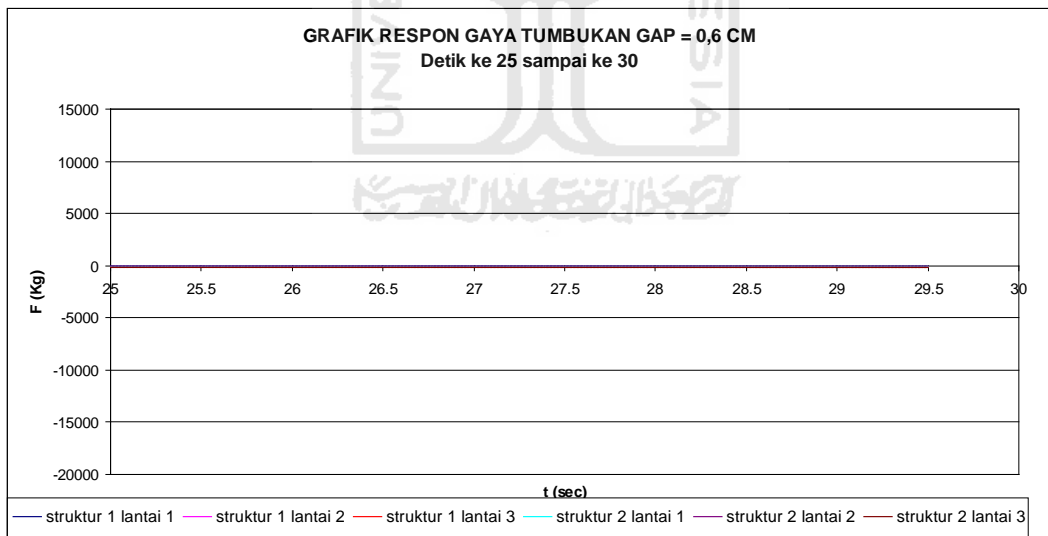 GRAFIK RESPON GAYA TUMBUKAN GAP = 0,6 CM
Detik ke 25 sampai ke 30
15000
10000
5000
0
-5000
-10000
-15000
-20000
F (Kg)
25 25.5 26 26.5 27 27.5 28 28.5 29 29.5 30
t (sec)
struktur 1 lantai 1 struktur 1 lantai 2 struktur 1 lantai 3 struktur 2 lantai 1 struktur 2 lantai 2 struktur 2 lantai 3